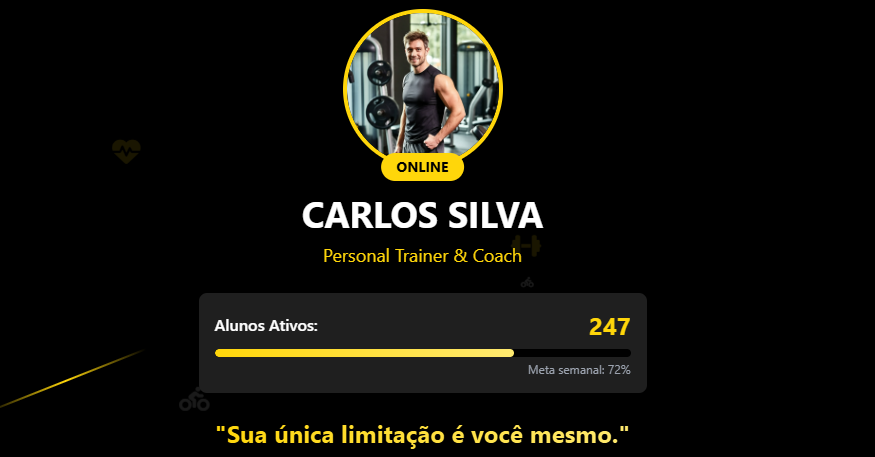 ONLINE
CARLOS SILVA
Personal Trainer & Coach
Alunos Ativos:
247
Meta semanal: 72%
"Sua única limitação é você mesmo."